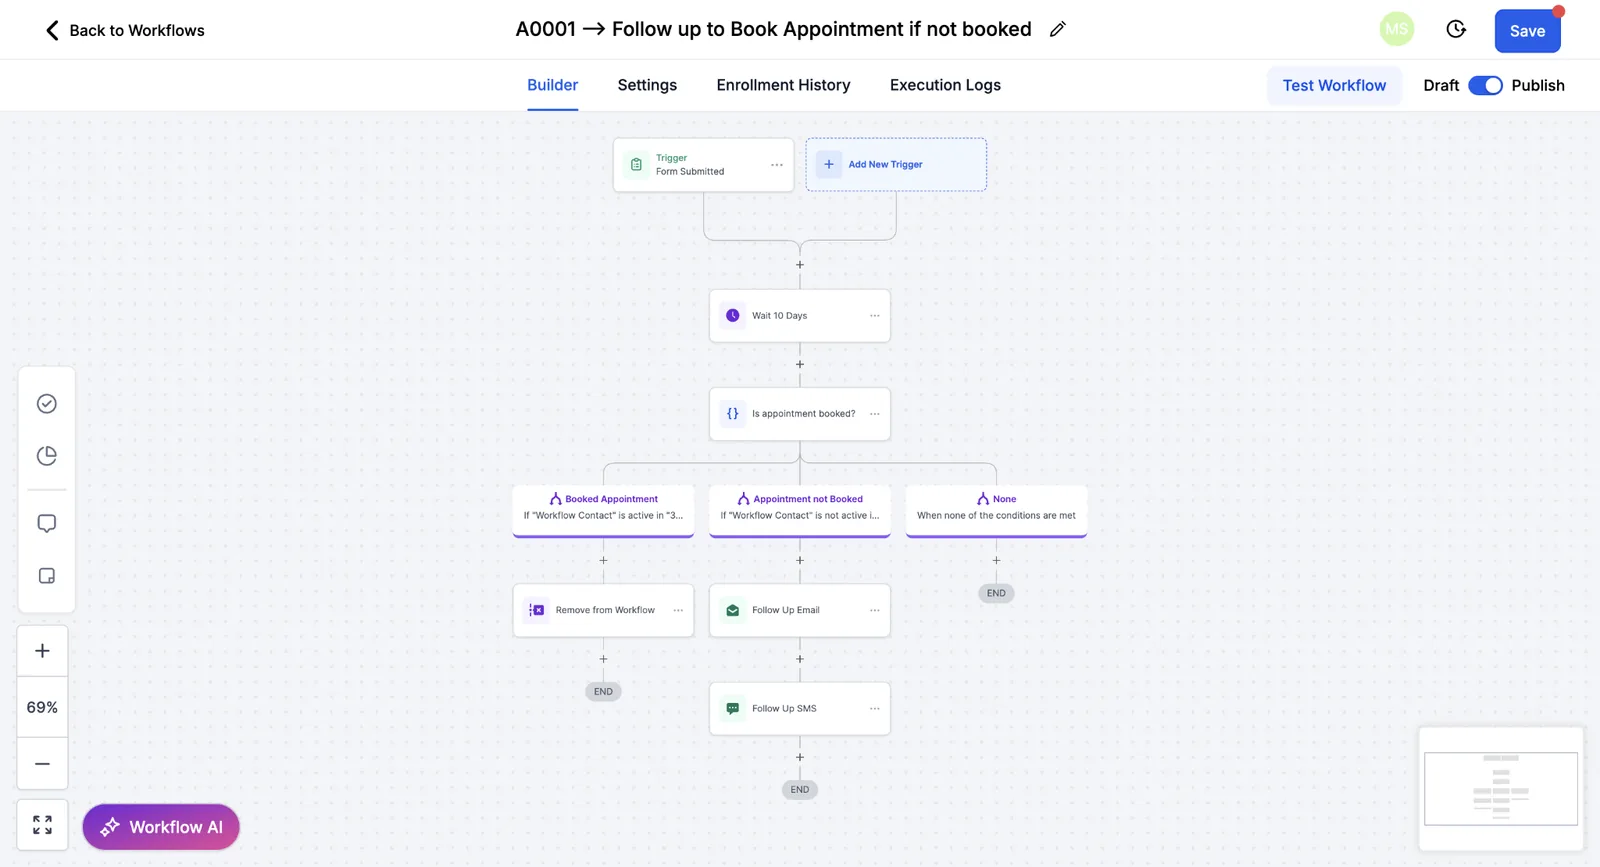 Back to Workflows
A0001 → Follow up to Book Appointment if not booked
MS
Save
Builder
Settings
Enrollment History
Execution Logs
Test Workflow
Draft
Publish
Trigger
Form Submitted
Add New Trigger
Wait 10 Days
Is appointment booked?
Booked Appointment
If "Workflow Contact" is active in "3...
Appointment not Booked
If "Workflow Contact" is not active i...
None
When none of the conditions are met
Remove from Workflow
Follow Up Email
END
END
Follow Up SMS
END
69%
Workflow AI